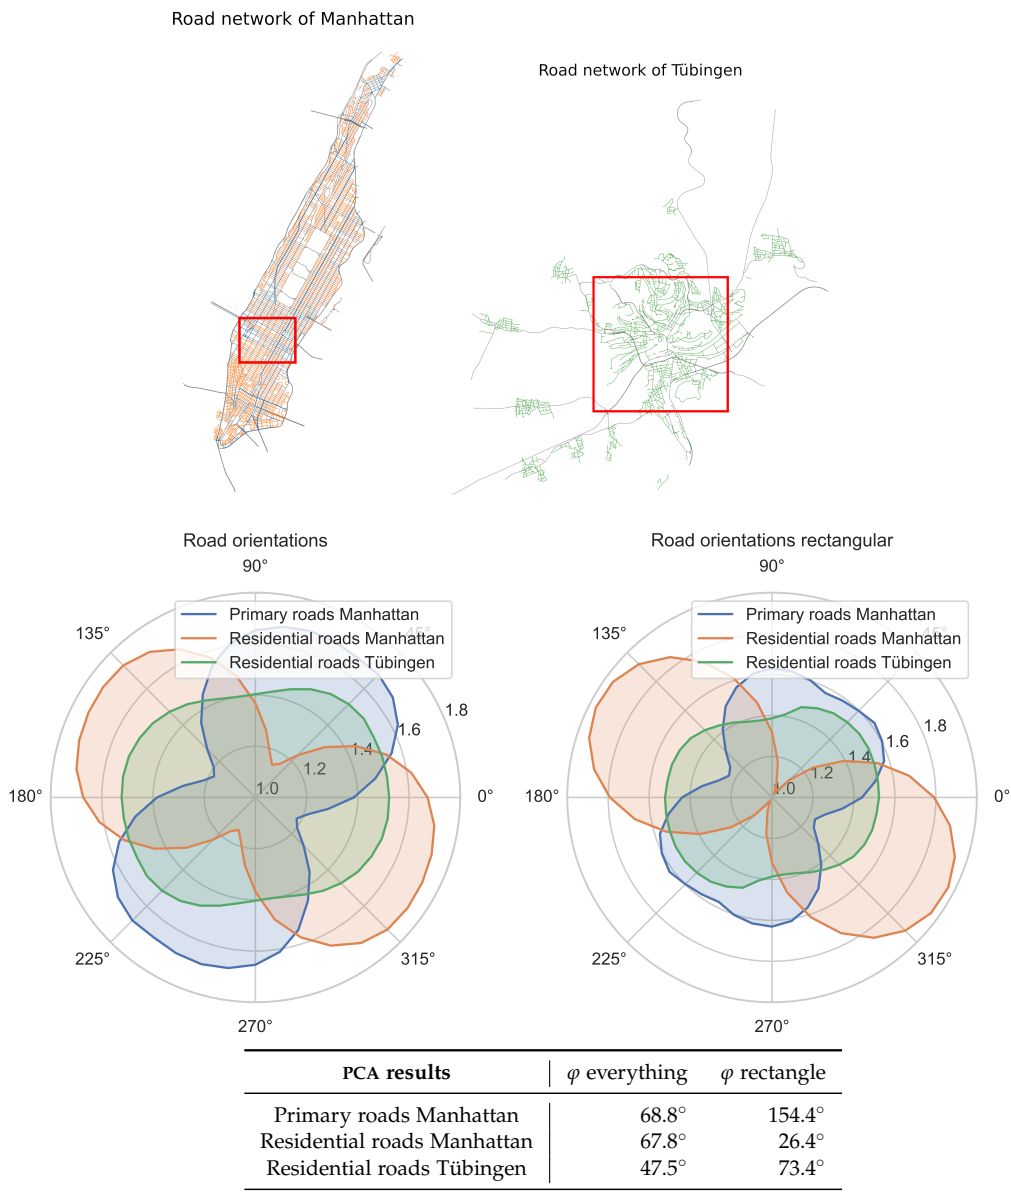 Road network of Manhattan
Road network of Tübingen
Road orientations
90°
135°
45°
Primary roads Manhattan
Residential roads Manhattan
Residential roads Tübingen
1.8
1.6
1.4
1.2
1.0
180°
0°
225°
315°
270°
Road orientations rectangular
90°
135°
45°
Primary roads Manhattan
Residential roads Manhattan
Residential roads Tübingen
1.8
1.6
1.4
1.2
1.0
180°
0°
225°
315°
270°
PCA results φ everything φ rectangle
Primary roads Manhattan 68.8° 154.4°
Residential roads Manhattan 67.8° 26.4°
Residential roads Tübingen 47.5° 73.4°